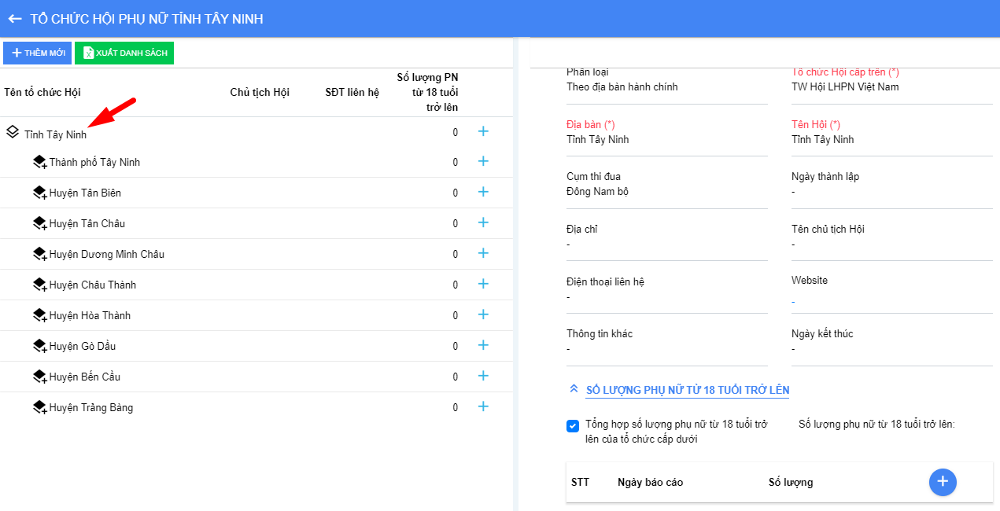 TỔ CHỨC HỘI PHỤ NỮ TỈNH TÂY NINH
THÊM MỚI
XUẤT DANH SÁCH
Tên tổ chức Hội
Chủ tịch Hội
SĐT liên hệ
Số lượng PN
từ 18 tuổi
trở lên
Tỉnh Tây Ninh
0
Thành phố Tây Ninh
0
Huyện Tân Biên
0
Huyện Tân Châu
0
Huyện Dương Minh Châu
0
Huyện Châu Thành
0
Huyện Hòa Thành
0
Huyện Gò Dầu
0
Huyện Bến Cầu
0
Huyện Trảng Bàng
0
Phân loại
Theo địa bàn hành chính
Tổ chức Hội cấp trên (*)
TW Hội LHPN Việt Nam
Địa bàn (*)
Tỉnh Tây Ninh
Tên Hội (*)
Tỉnh Tây Ninh
Cụm thi đua
Đông Nam bộ
Ngày thành lập
-
Địa chỉ
-
Tên chủ tịch Hội
-
Điện thoại liên hệ
-
Website
-
Thông tin khác
-
Ngày kết thúc
-
SỐ LƯỢNG PHỤ NỮ TỪ 18 TUỔI TRỞ LÊN
Tổng hợp số lượng phụ nữ từ 18 tuổi trở
lên của tổ chức cấp dưới
Số lượng phụ nữ từ 18 tuổi trở lên:
STT
Ngày báo cáo
Số lượng